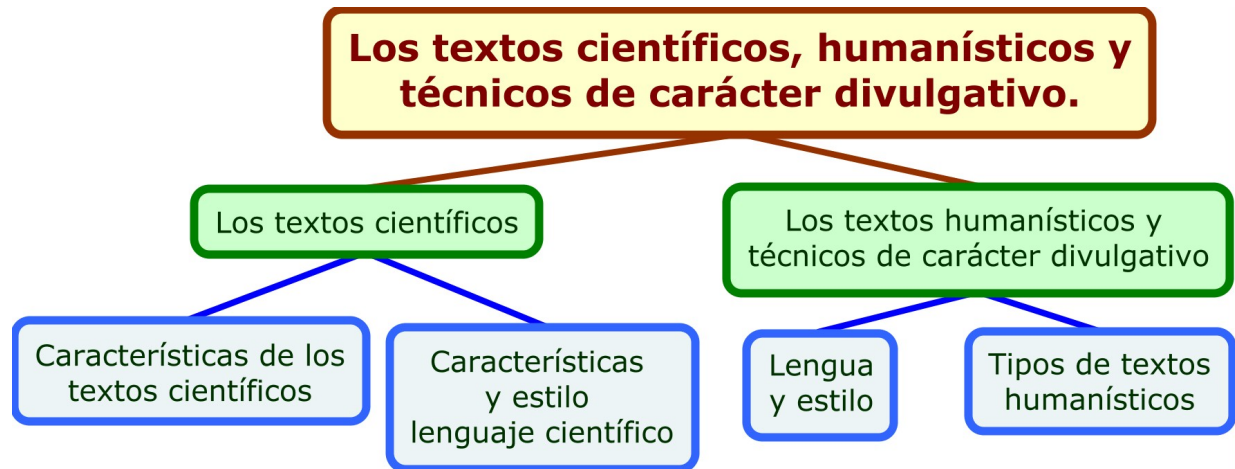 Los textos científicos, humanísticos y
técnicos de carácter divulgativo.
Los textos científicos
Los textos humanísticos y
técnicos de carácter divulgativo
Características de los
textos científicos
Características
y estilo
lenguaje científico
Lengua
y estilo
Tipos de textos
humanísticos